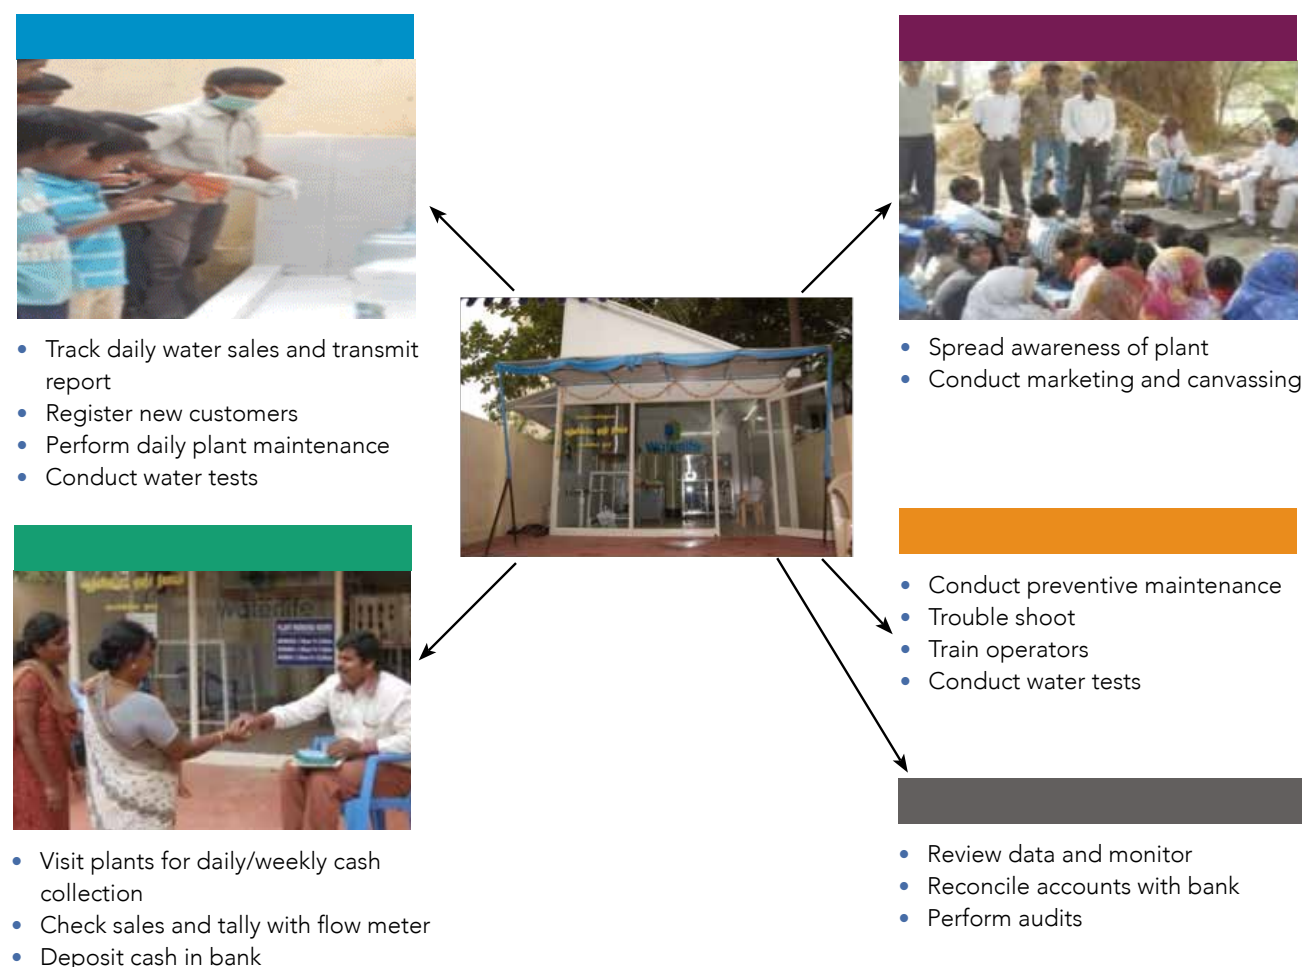 Track daily water sales and transmit
report
Register new customers
Perform daily plant maintenance
Conduct water tests
Spread awareness of plant
Conduct marketing and canvassing
waterlife
Conduct preventive maintenance
Trouble shoot
Train operators
Conduct water tests
waterlife
Visit plants for daily/weekly cash
collection
Check sales and tally with flow meter
Deposit cash in bank
Review data and monitor
Reconcile accounts with bank
Perform audits